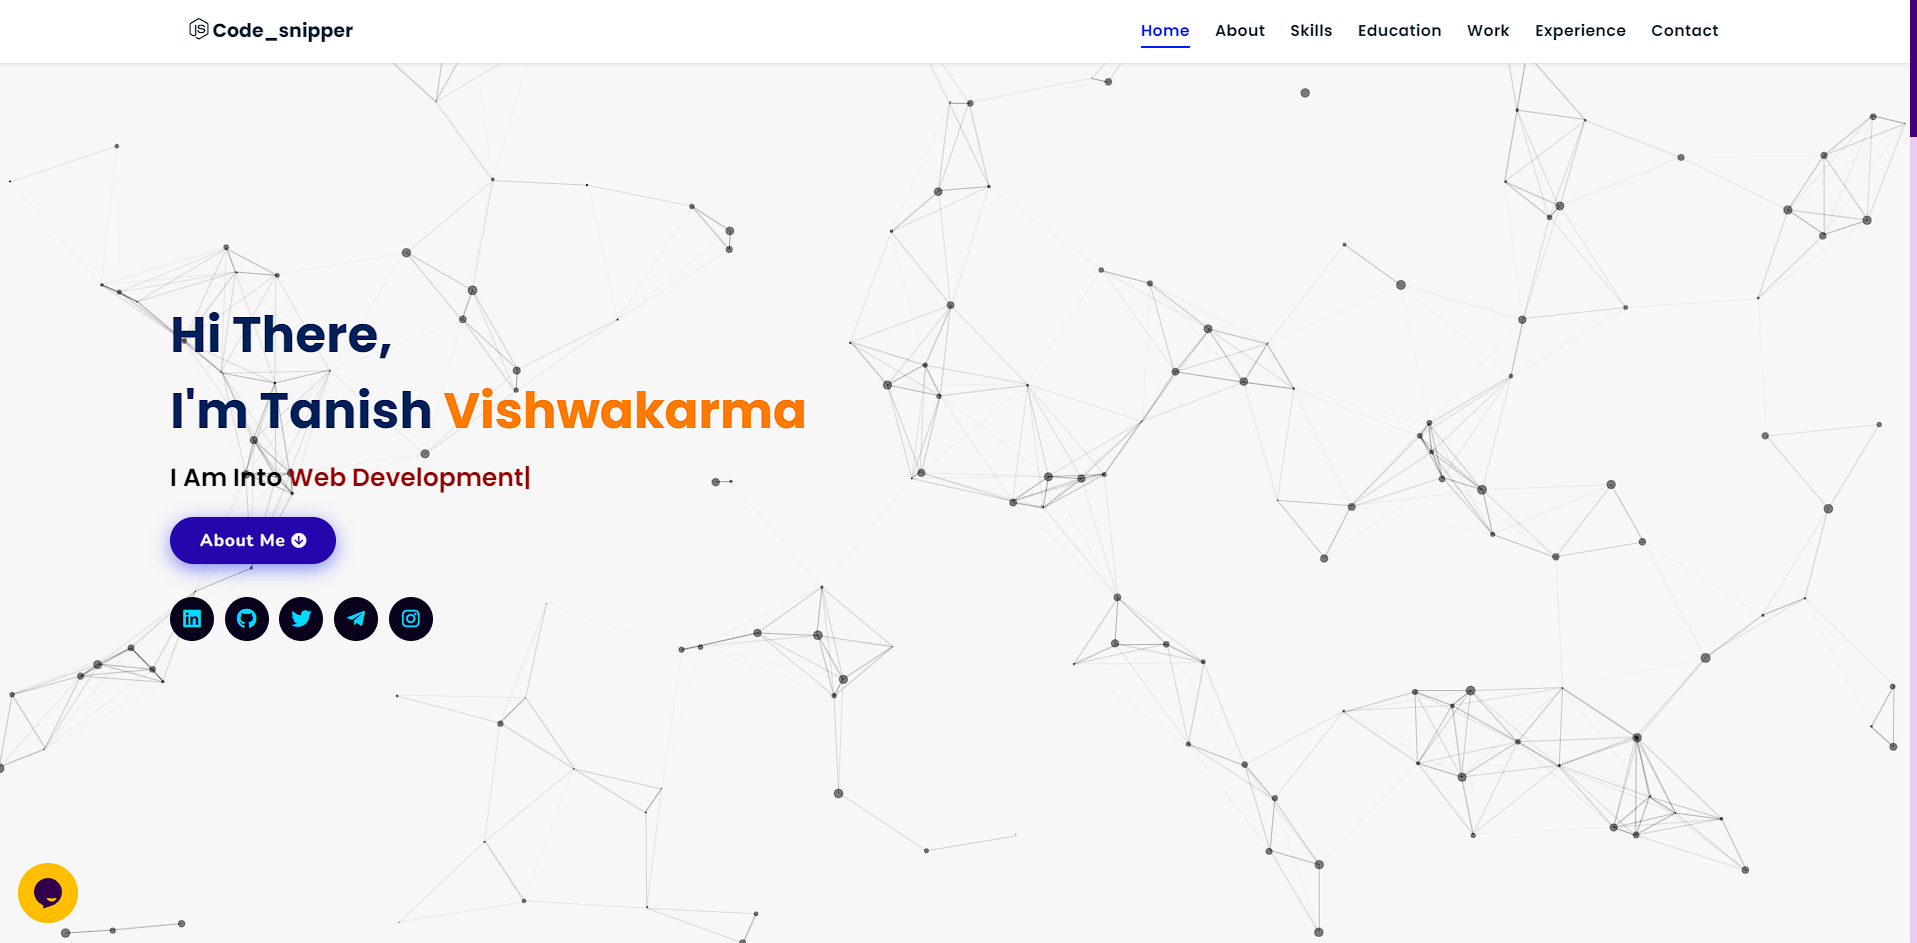 Code_snipper
Home About Skills Education Work Experience Contact
Hi There,
I'm Tanish Vishwakarma
I Am Into Web Development|
About Me